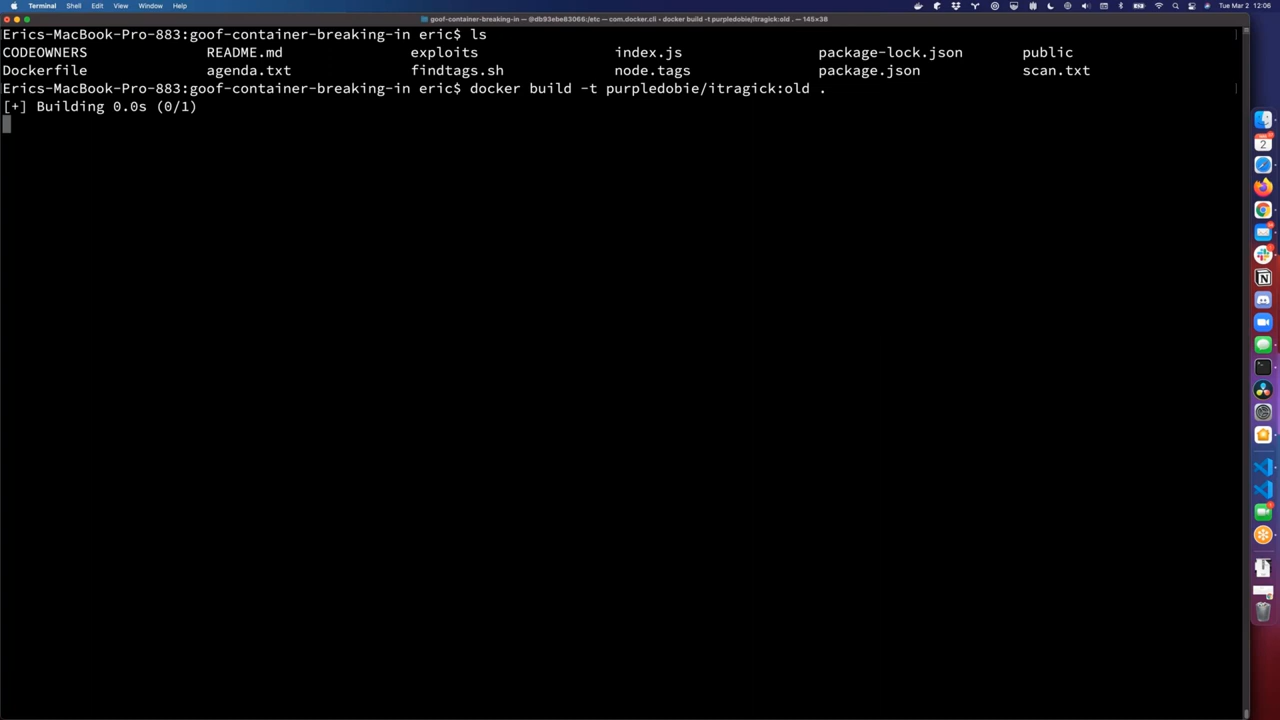 Terminal Shell Edit View Window Help
Tue Mar 2 12:06
goof-container-breaking-in — @db93ebe83066:/etc — com.docker.cli • docker build -t purpledobie/itragick:old . — 145×38
Erics-MacBook-Pro-883:goof-container-breaking-in eric$ ls
CODEOWNERS README.md exploits index.js package-lock.json public
Dockerfile agenda.txt findtags.sh node.tags package.json scan.txt
Erics-MacBook-Pro-883:goof-container-breaking-in eric$ docker build -t purpledobie/itragick:old .
[+] Building 0.0s (0/1)
2